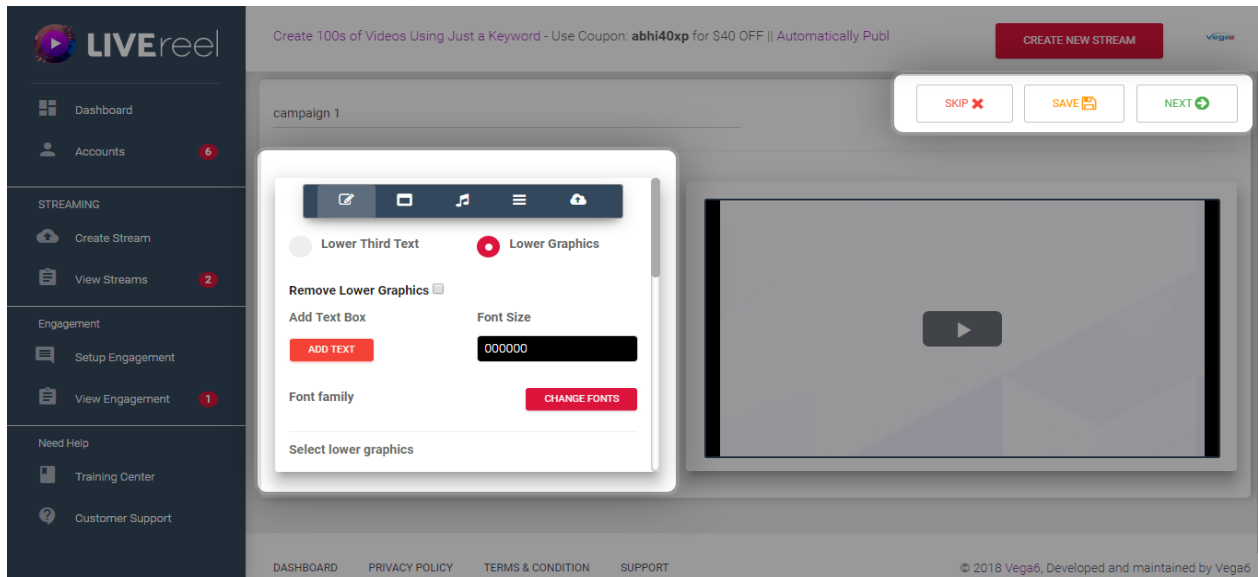 LIVEreel
Create 100s of Videos Using Just a Keyword - Use Coupon: abhi40xp for $40 OFF || Automatically Publ
CREATE NEW STREAM
Vega6
Dashboard
Accounts 6
STREAMING
Create Stream
View Streams 2
Engagement
Setup Engagement
View Engagement 1
Need Help
Training Center
Customer Support
campaign 1
SKIP
SAVE
NEXT
Lower Third Text
Lower Graphics
Remove Lower Graphics
Add Text Box
Font Size
ADD TEXT
000000
Font family
CHANGE FONTS
Select lower graphics
DASHBOARD PRIVACY POLICY TERMS & CONDITION SUPPORT
© 2018 Vega6, Developed and maintained by Vega6